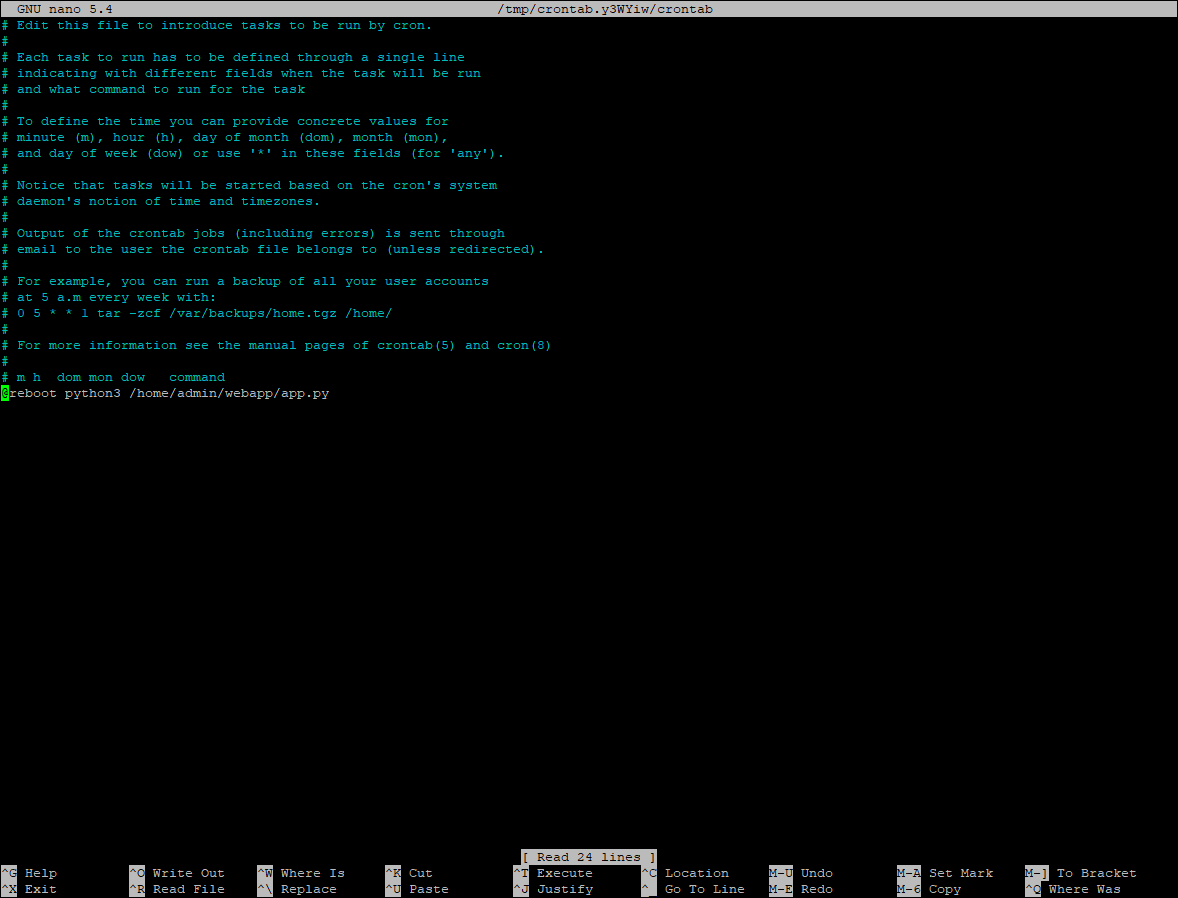 GNU nano 5.4 /tmp/crontab.y3WYiw/crontab
# Edit this file to introduce tasks to be run by cron.
#
# Each task to run has to be defined through a single line
# indicating with different fields when the task will be run
# and what command to run for the task
#
# To define the time you can provide concrete values for
# minute (m), hour (h), day of month (dom), month (mon),
# and day of week (dow) or use '*' in these fields (for 'any').
#
# Notice that tasks will be started based on the cron's system
# daemon's notion of time and timezones.
#
# Output of the crontab jobs (including errors) is sent through
# email to the user the crontab file belongs to (unless redirected).
#
# For example, you can run a backup of all your user accounts
# at 5 a.m every week with:
# 0 5 * * 1 tar -zcf /var/backups/home.tgz /home/
#
# For more information see the manual pages of crontab(5) and cron(8)
#
# m h  dom mon dow   command
@reboot python3 /home/admin/webapp/app.py
[ Read 24 lines ]
^G Help ^O Write Out ^W Where Is ^K Cut ^T Execute ^C Location M-U Undo M-A Set Mark M-] To Bracket
^X Exit ^R Read File ^\ Replace ^U Paste ^J Justify ^_ Go To Line M-E Redo M-6 Copy ^Q Where Was